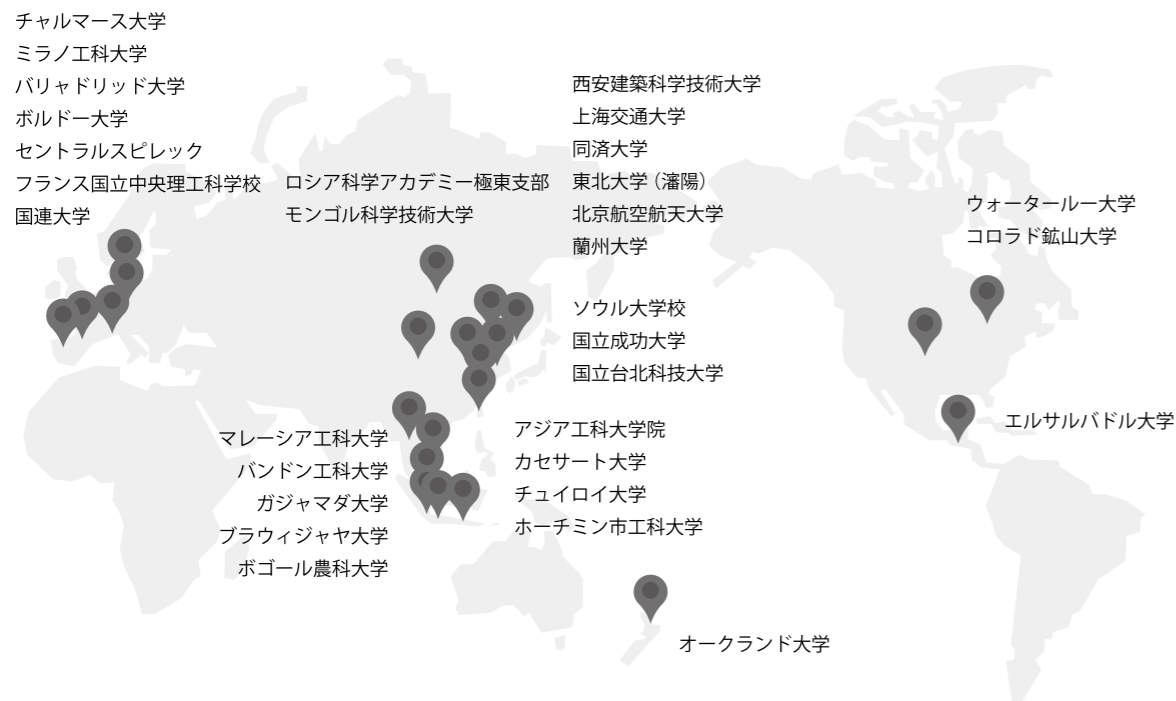 チャルマース大学
ミラノ工科大学
バリャドリッド大学
ボルドー大学
セントラルスピレック
フランス国立中央理工科学校
国連大学
ロシア科学アカデミー極東支部
モンゴル科学技術大学
西安建築科学技術大学
上海交通大学
同済大学
東北大学（瀋陽）
北京航空航天大学
蘭州大学
ソウル大学校
国立成功大学
国立台北科技大学
ウォータールー大学
コロラド鉱山大学
エルサルバドル大学
マレーシア工科大学
バンドン工科大学
ガジャマダ大学
ブラウィジャヤ大学
ボゴール農科大学
アジア工科大学院
カセサート大学
チュイロイ大学
ホーチミン市工科大学
オークランド大学